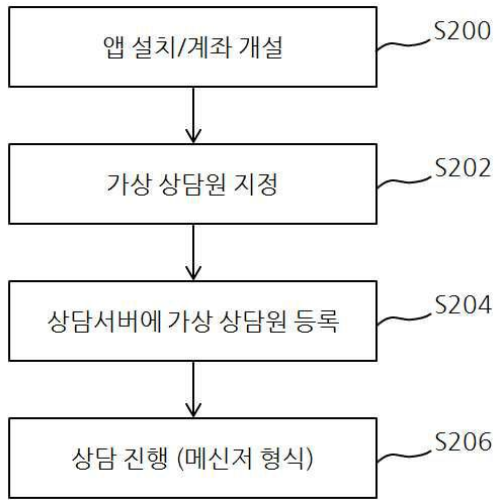 앱 설치/계좌 개설
S200
가상 상담원 지정
S202
상담서버에 가상 상담원 등록
S204
상담 진행 (메신저 형식)
S206